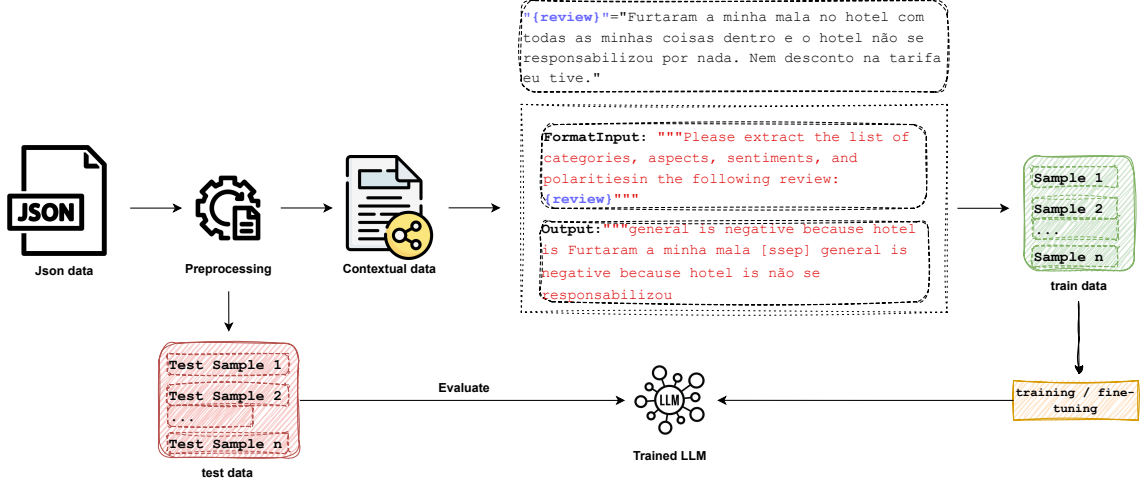 "{review}"="Furtaram a minha mala no hotel com
todas as minhas coisas dentro e o hotel não se
responsabilizou por nada. Nem desconto na tarifa
eu tive."
FormatInput: """Please extract the list of
categories, aspects, sentiments, and
politaritiesin the following review:
{review}"""
Output:"""general is negative because hotel
is Furtaram a minha mala [ssep] general is
negative because hotel is não se
responsabilizou
JSON
Json data
Preprocessing
Contextual data
Sample 1
Sample 2
...
Sample n
train data
Test Sample 1
Test Sample 2
...
Test Sample n
test data
Evaluate
LLM
Trained LLM
training / fine-
tuning